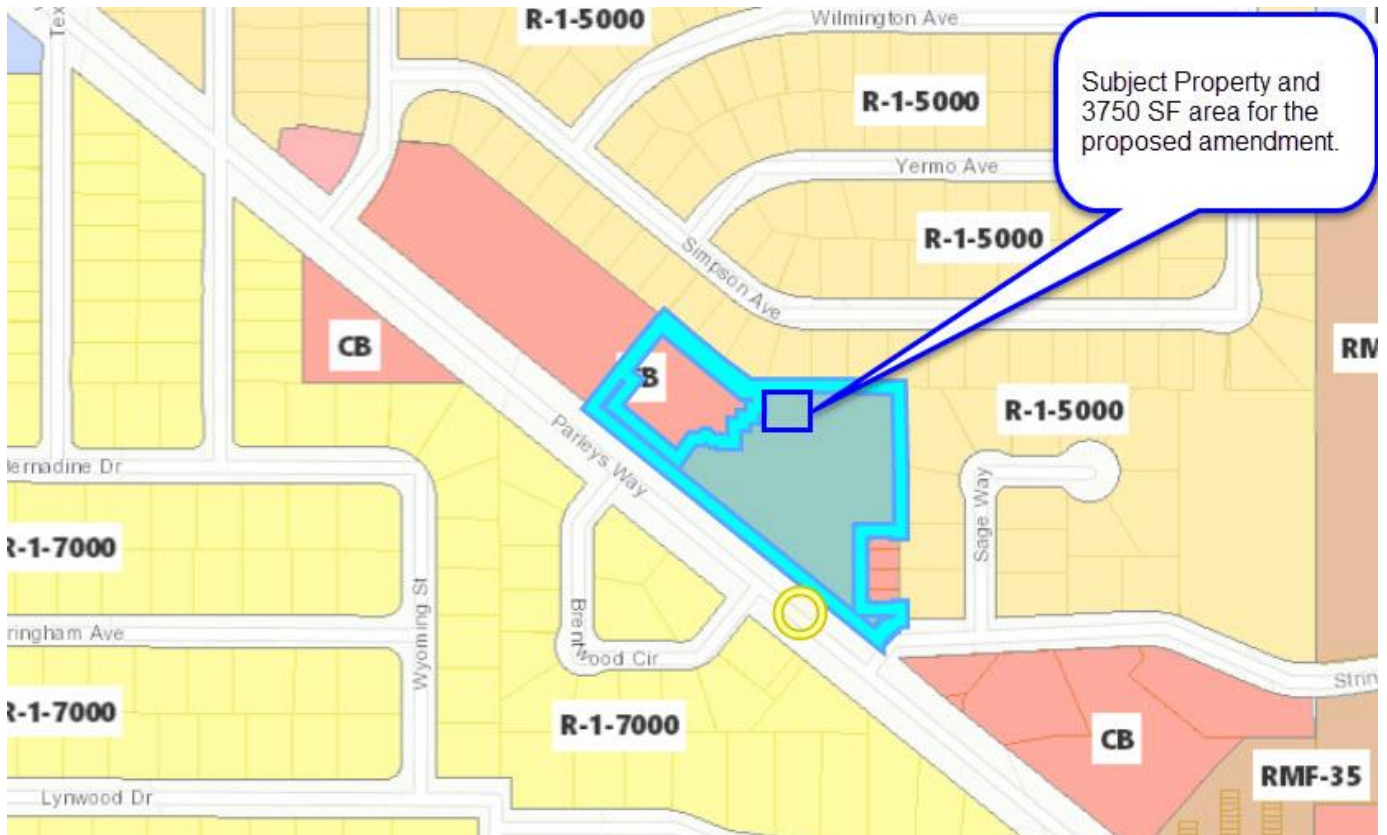 Tex
R-1-5000
Wilmington Ave
Subject Property and
3750 SF area for the
proposed amendment.
R-1-5000
Yermo Ave
R-1-5000
Simpson Ave
CB
RM
B
R-1-5000
Parleys Way
ernadine Dr
Sage Way
R-1-7000
Wyoming St
Brentwood Cir
ringham Ave
Strin
R-1-7000
R-1-7000
CB
RMF-35
Lynwood Dr